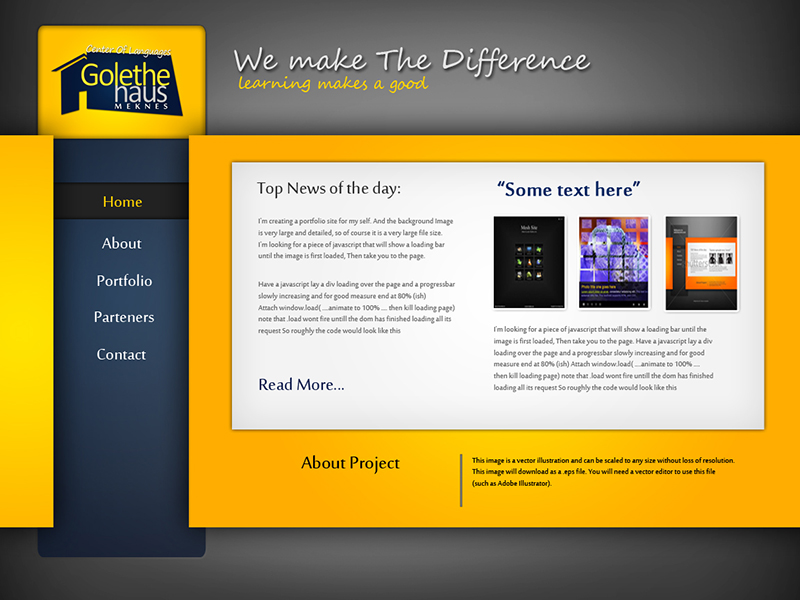 Center OF Languages
Golethe
haus
MEKNES
We make The Difference
learning makes a good
Home
About
Portfolio
Parteners
Contact
Top News of the day:
I'm creating a portfolio site for my self. And the background Image
is very large and detailed, so of course it is a very large file size.
I'm looking for a piece of javascript that will show a loading bar
until the image is first loaded, Then take you to the page.
Have a javascript lay a div loading over the page and a progressbar
slowly increasing and for good measure end at 80% (ish)
Attach window.load( ...animate to 100% .... then kill loading page)
note that .load wont fire untill the dom has finished loading all its
request So roughly the code would look like this
Read More...
“Some text here”
I'm looking for a piece of javascript that will show a loading bar until the
image is first loaded, Then take you to the page. Have a javascript lay a div
loading over the page and a progressbar slowly increasing and for good
measure end at 80% (ish) Attach window.load( ...animate to 100% ....
then kill loading page) note that .load wont fire untill the dom has finished
loading all its request So roughly the code would look like this
About Project
This image is a vector illustration and can be scaled to any size without loss of resolution.
This image will download as a .eps file. You will need a vector editor to use this file
(such as Adobe Illustrator).